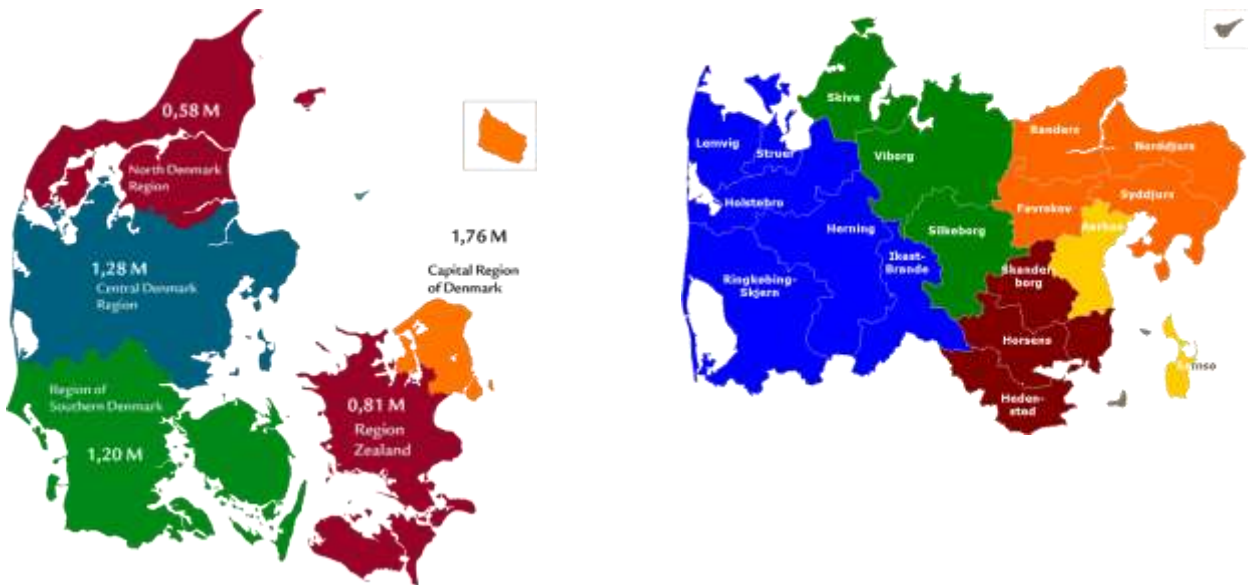 0,58 M
North Denmark
Region
1,28 M
Central Denmark
Region
1,76 M
Capital Region
of Denmark
Region of
Southern Denmark
1,20 M
0,81 M
Region
Zealand
Skive
Lemvig
Struer
Viborg
Randers
Norddjurs
Holstebro
Favrskov
Syddjurs
Aarhus
Herning
Silkeborg
Ikast-
Brande
Skander
borg
Ringkøbing-
Skjern
Horsens
Heden-
sted